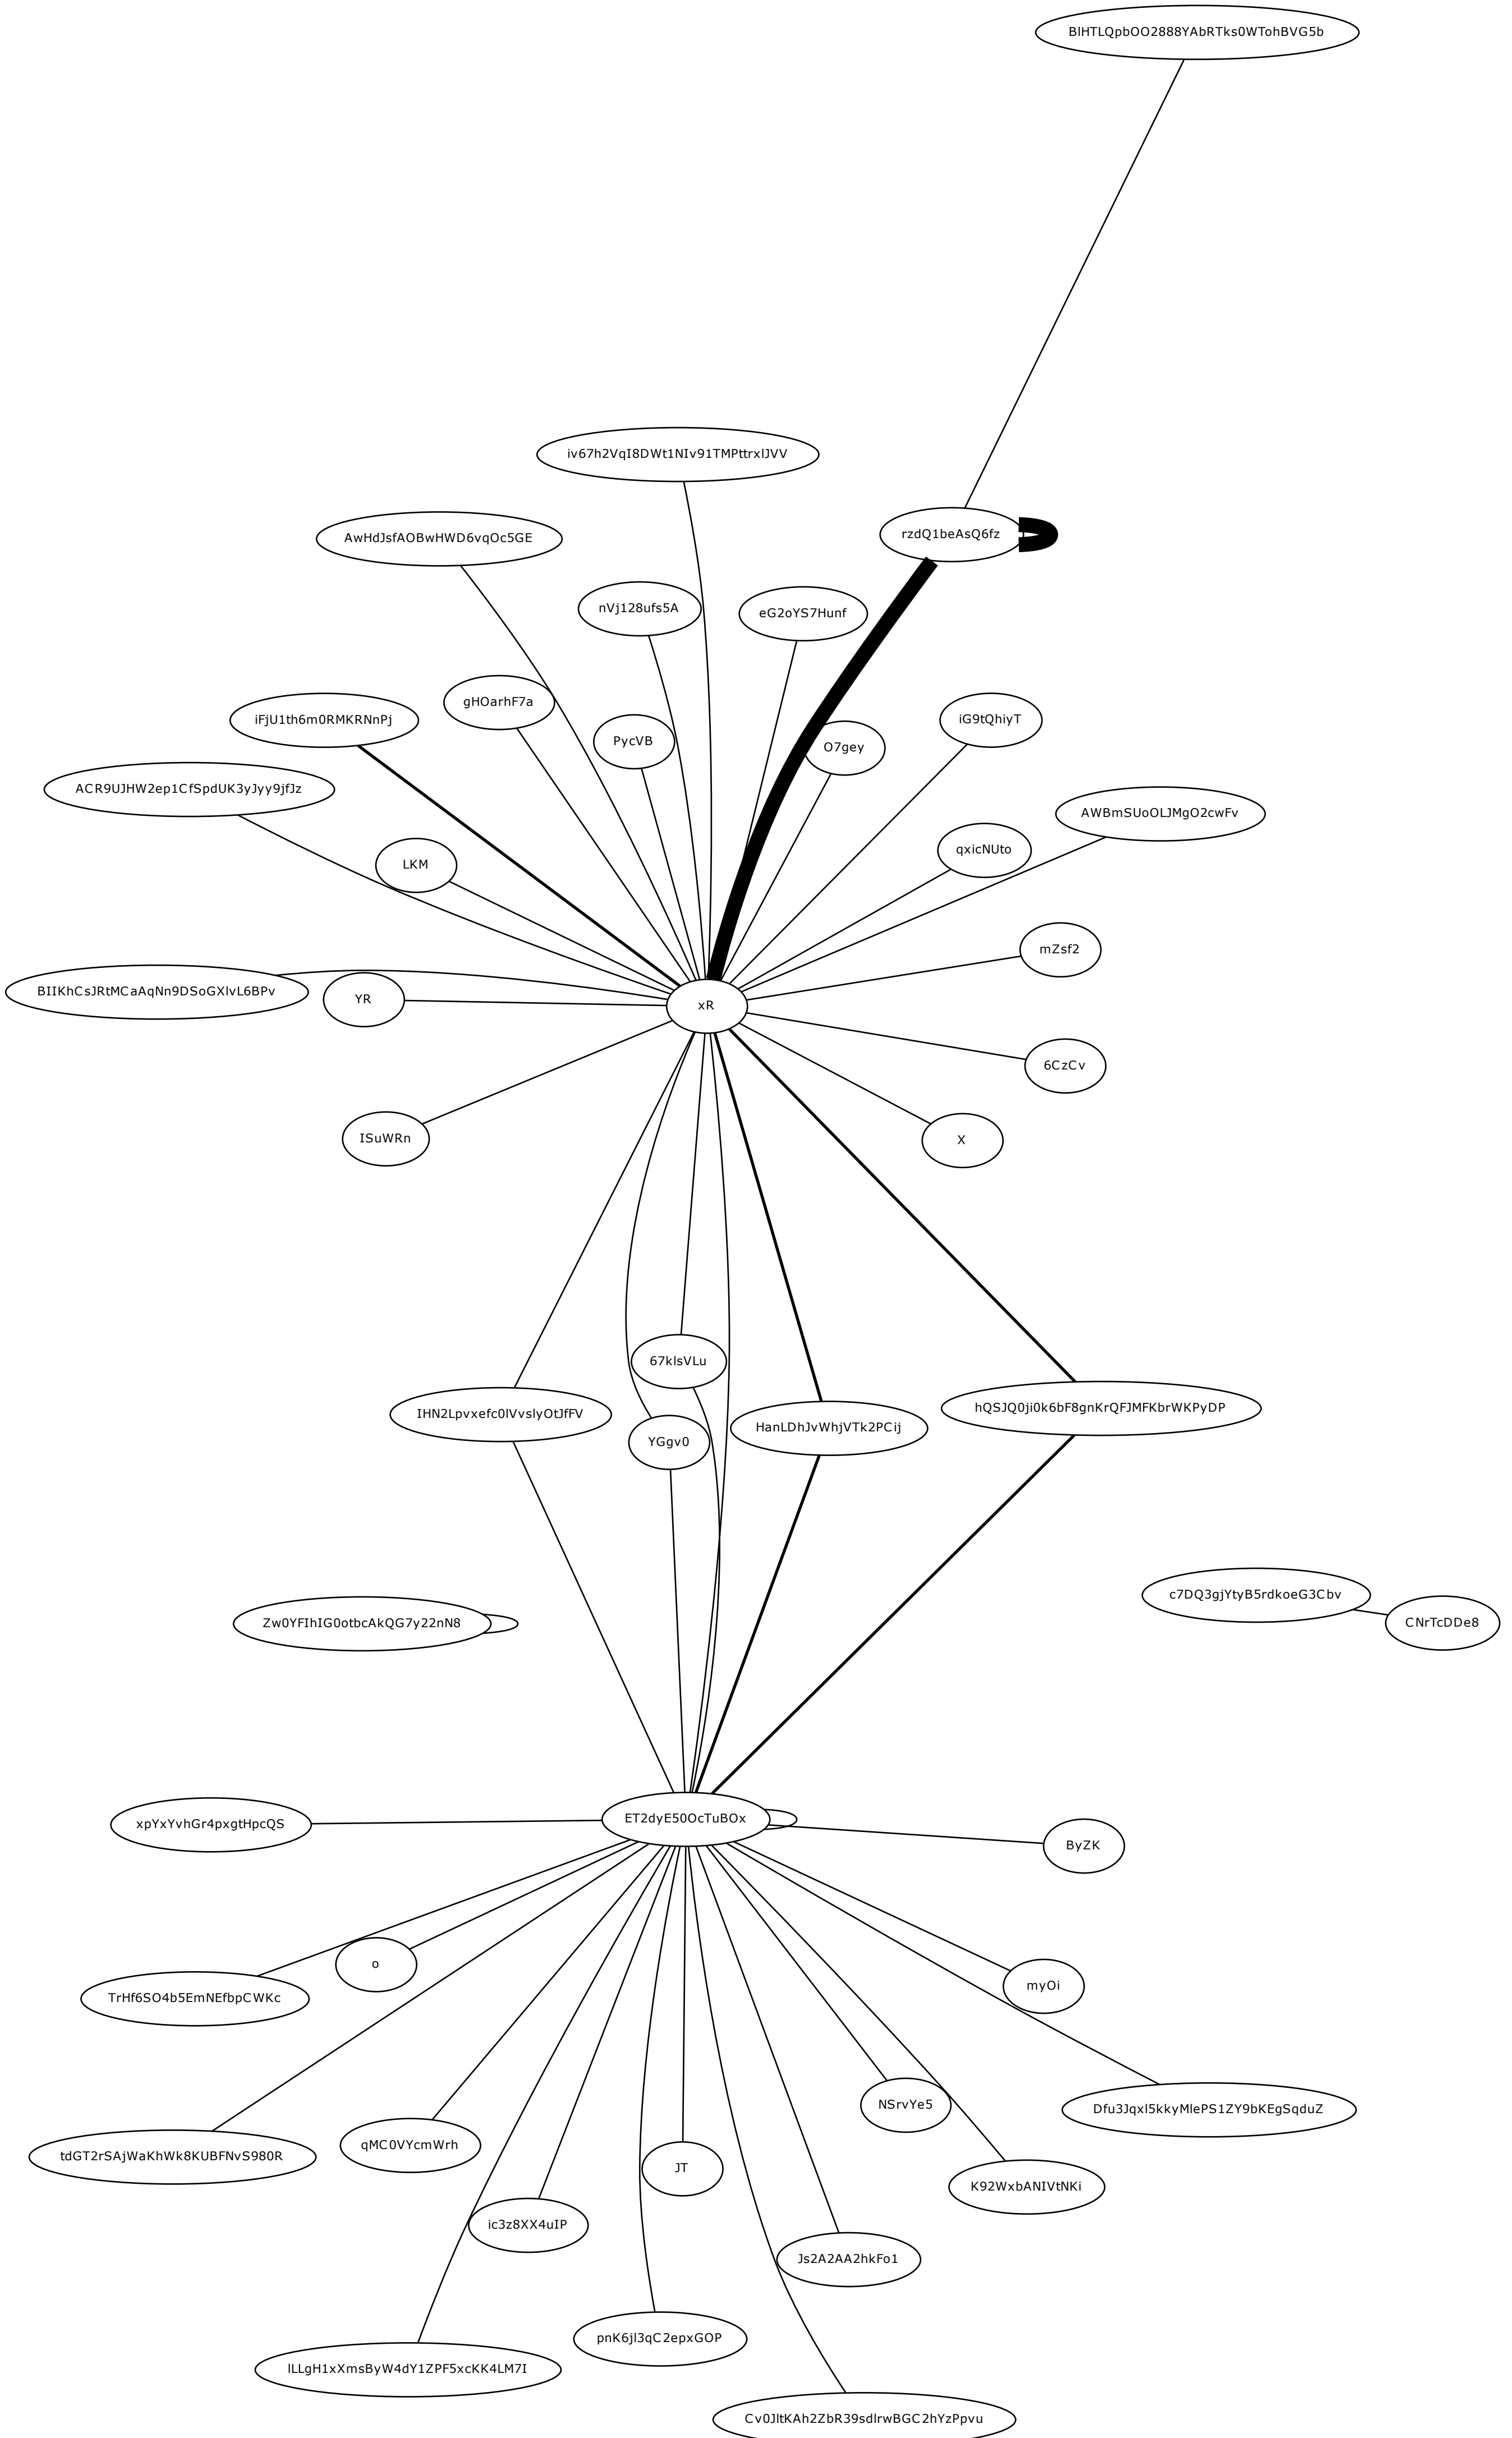 BlHTLQpbOO2888YAbRTks0WTohBVG5b
iv67h2VqI8DWt1NIv91TMPttrxlJVV
AwHdJsfAOBwHWD6vqOc5GE
rzdQ1beAsQ6fz
nVj128ufs5A
eG2oYS7Hunf
gHOarhF7a
iFjU1th6m0RMKRNnPj
iG9tQhiyT
PycVB
O7gey
ACR9UJHW2ep1CfSpdUK3yJyy9jfJz
AWBmSUoOLJMgO2cwFv
qxicNUto
LKM
mZsf2
BIIKhCsJRtMCaAqNn9DSoGXlvL6BPv
YR
xR
6CzCv
ISuWRn
X
67klsVLu
hQSJQ0ji0k6bF8gnKrQFJMFKbrWKPyDP
IHN2Lpvxefc0lVvslyOtJfFV
HanLDhJvWhjVTk2PCij
YGgv0
c7DQ3gjYtyB5rdkoeG3Cbv
Zw0YFIhIG0otbcAkQG7y22nN8
CNrTcDDe8
ET2dyE50OcTuBOx
xpYxYvhGr4pxgtHpcQS
ByZK
o
myOi
TrHf6SO4b5EmNEfbpCWKc
NSrvYe5
Dfu3Jqxl5kkyMlePS1ZY9bKEgSqduZ
qMC0VYcmWrh
tdGT2rSAjWaKhWk8KUBFNvS980R
JT
K92WxbANIVtNKi
ic3z8XX4uIP
Js2A2AA2hkFo1
pnK6jl3qC2epxGOP
lLLgH1xXmsByW4dY1ZPF5xcKK4LM7I
Cv0JltKAh2ZbR39sdlrwBGC2hYzPpvu